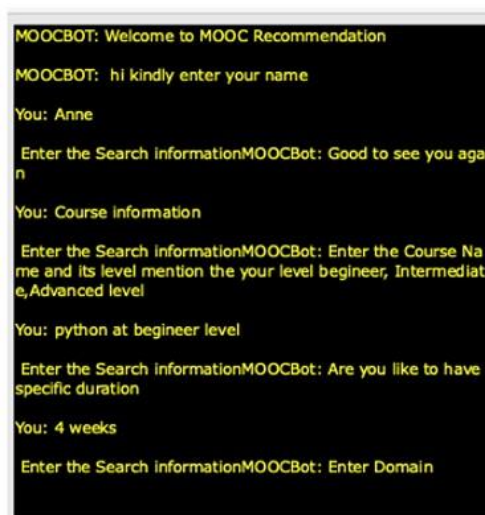 MOOCBOT: Welcome to MOOC Recommendation
MOOCBOT:  hi kindly enter your name
You: Anne
Enter the Search informationMOOCBot: Good to see you aga
n
You: Course information
Enter the Search informationMOOCBot: Enter the Course Na
me and its level mention the your level begineer, Intermediat
e,Advanced level
You: python at begineer level
Enter the Search informationMOOCBot: Are you like to have
specific duration
You: 4 weeks
Enter the Search informationMOOCBot: Enter Domain